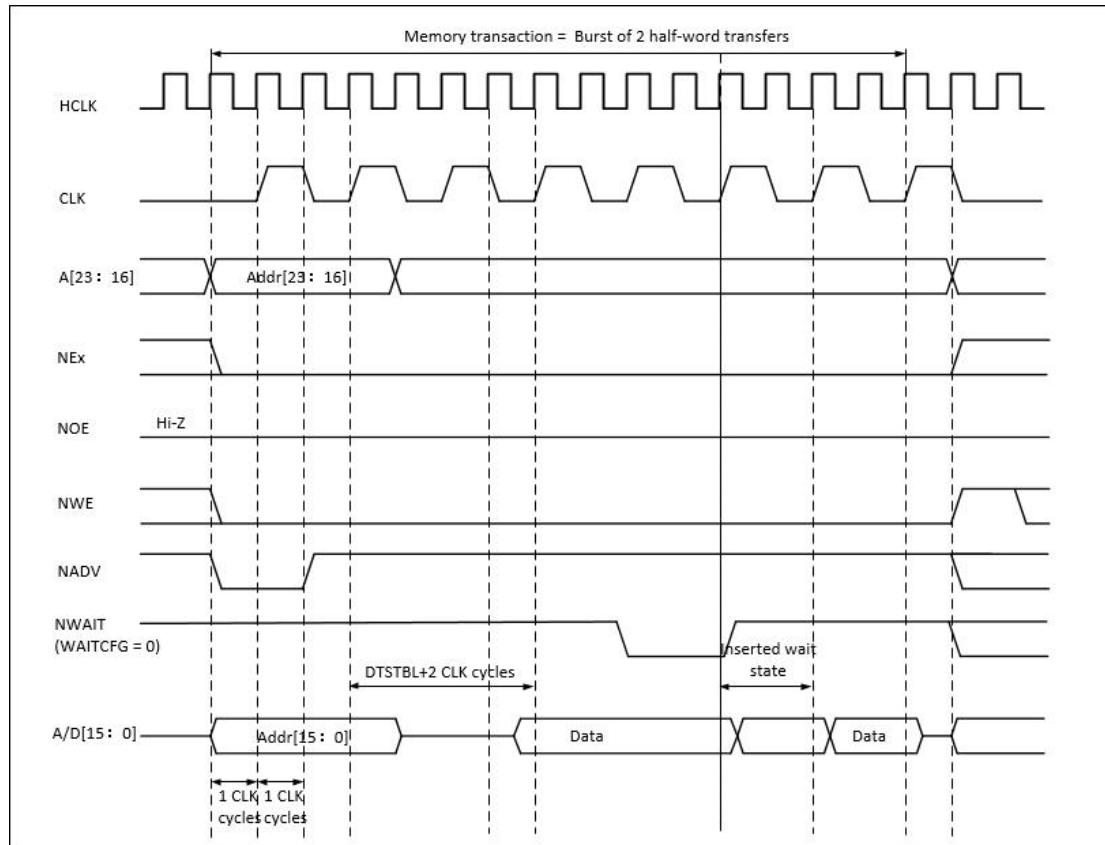 Memory transaction = Burst of 2 half-word transfers
HCLK
CLK
A[23: 16]
Addr[23: 16]
NEx
Hi-Z
NOE
NWE
NADV
NWAIT
(WAITCFG = 0)
Inserted wait
state
DTSTBL+2 CLK cycles
A/D[15: 0]
Addr[15: 0]
Data
Data
1 CLK
cycles
1 CLK
cycles